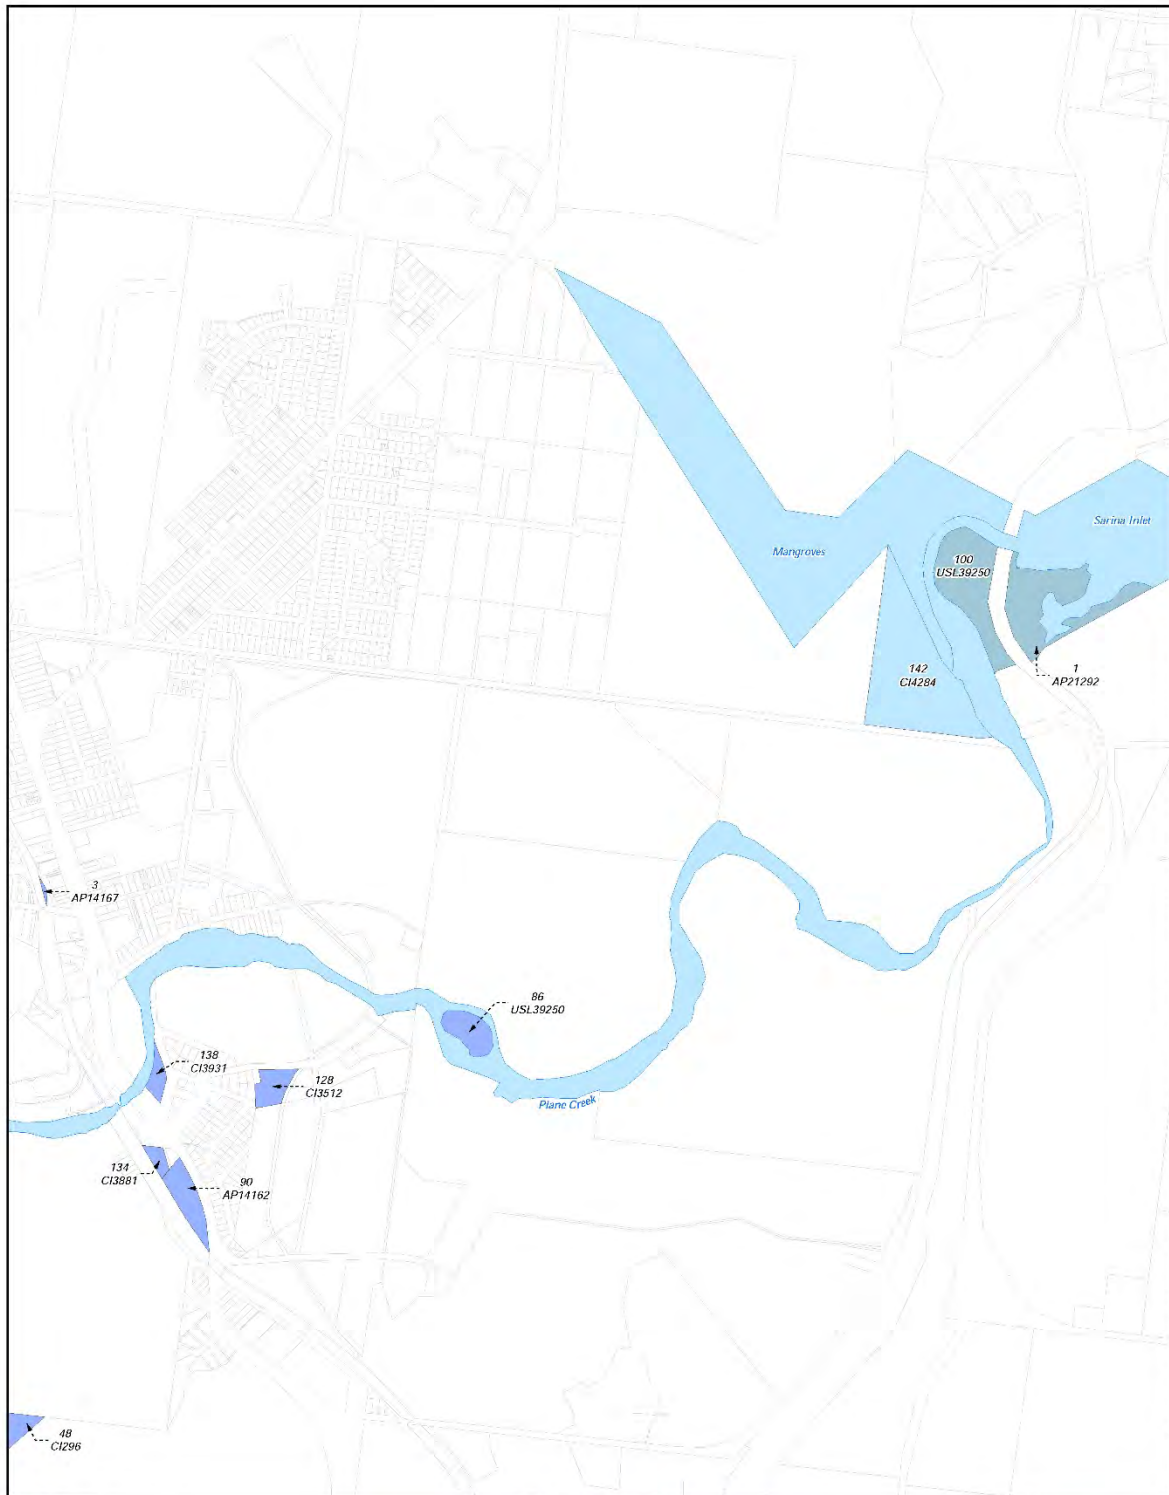 Sarina Inlet
Mangroves
100
USL39250
142
CI4284
1
AP21292
3
AP14167
86
USL39250
138
CI3931
128
CI3512
Plane Creek
134
CI3881
90
AP14162
48
CI296